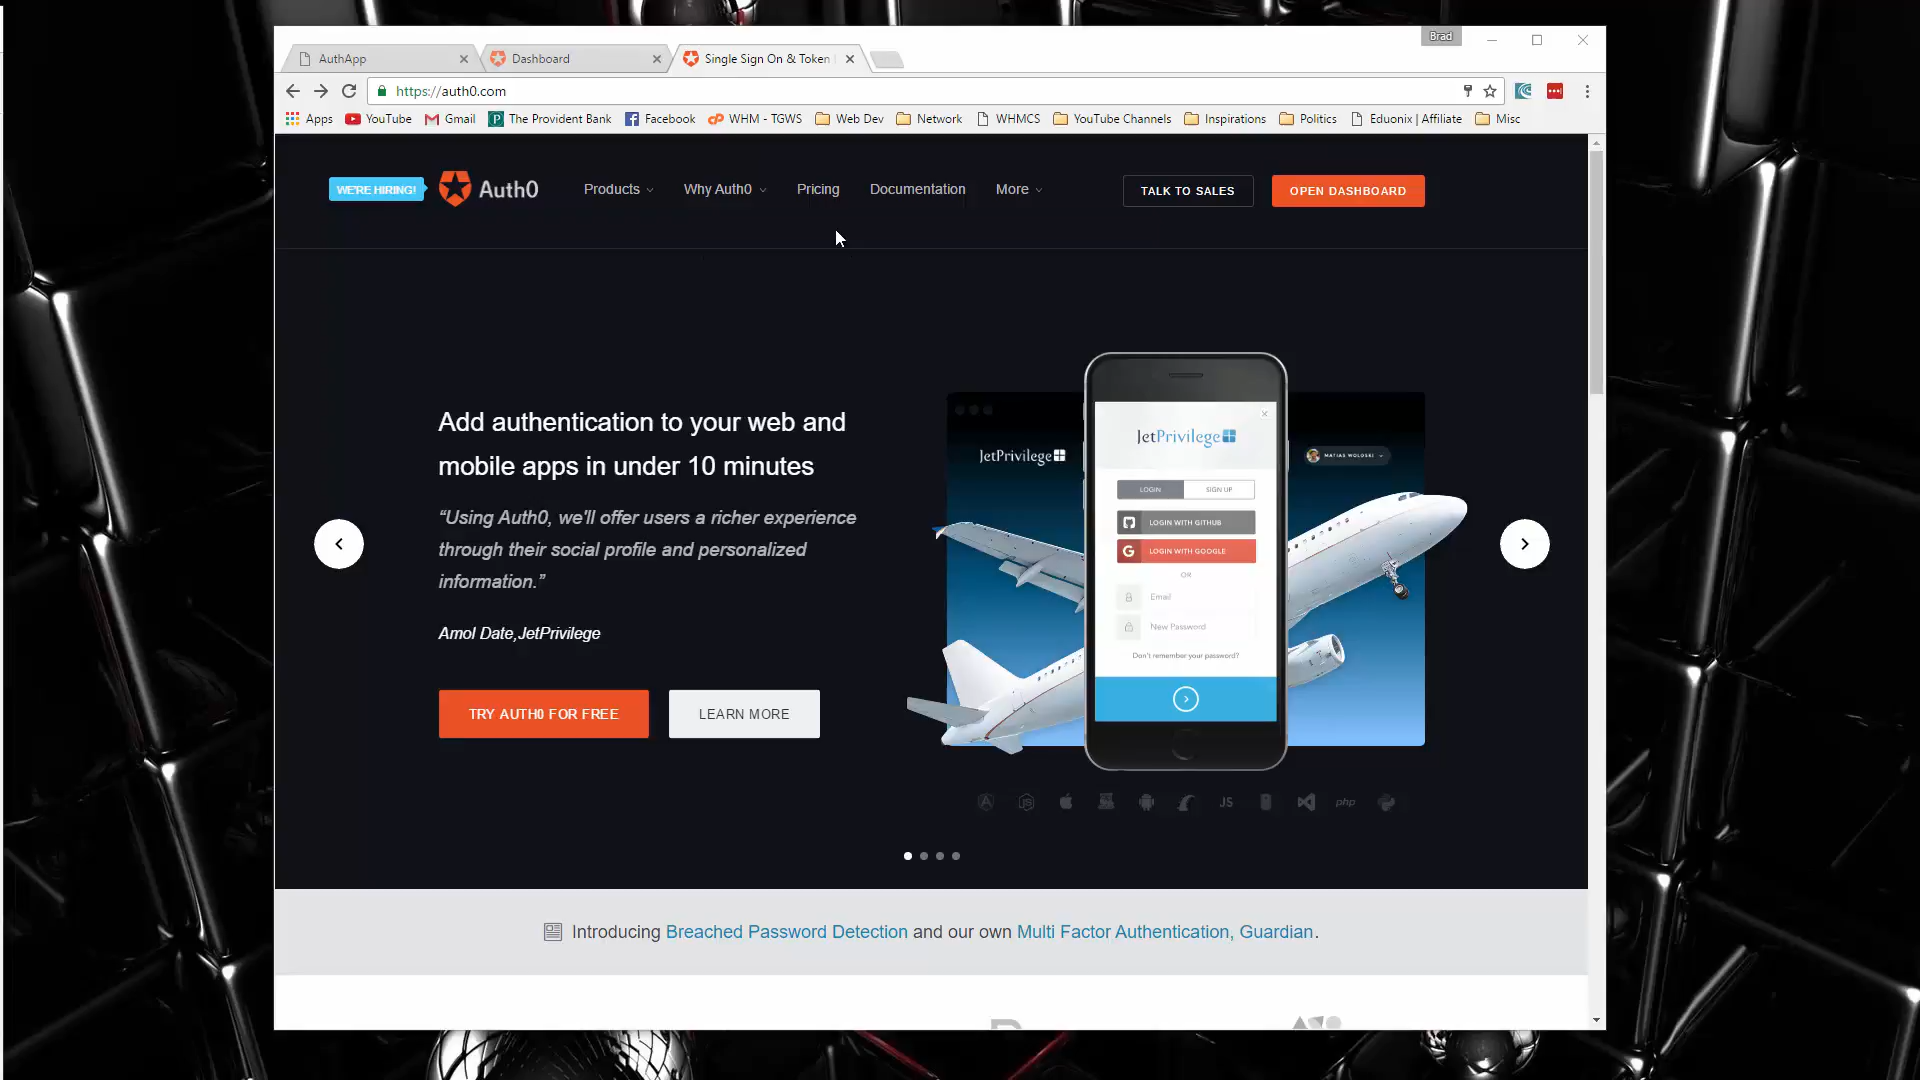 Brad
AuthApp
Dashboard
Single Sign On & Token
https://auth0.com
Apps
YouTube
Gmail
The Provident Bank
Facebook
WHM - TGWS
Web Dev
Network
WHMCS
YouTube Channels
Inspirations
Politics
Eduonix | Affiliate
Misc
WE'RE HIRING!
Auth0
Products
Why Auth0
Pricing
Documentation
More
TALK TO SALES
OPEN DASHBOARD
Add authentication to your web and
mobile apps in under 10 minutes
“Using Auth0, we'll offer users a richer experience
through their social profile and personalized
information.”
Amol Date,JetPrivilege
TRY AUTH0 FOR FREE
LEARN MORE
JetPrivilege
MATIAS WOLOSKI
JetPrivilege
LOGIN
SIGN UP
LOGIN WITH GITHUB
LOGIN WITH GOOGLE
OR
Email
New Password
Don't remember your password?
JS
php
Introducing Breached Password Detection and our own Multi Factor Authentication, Guardian.